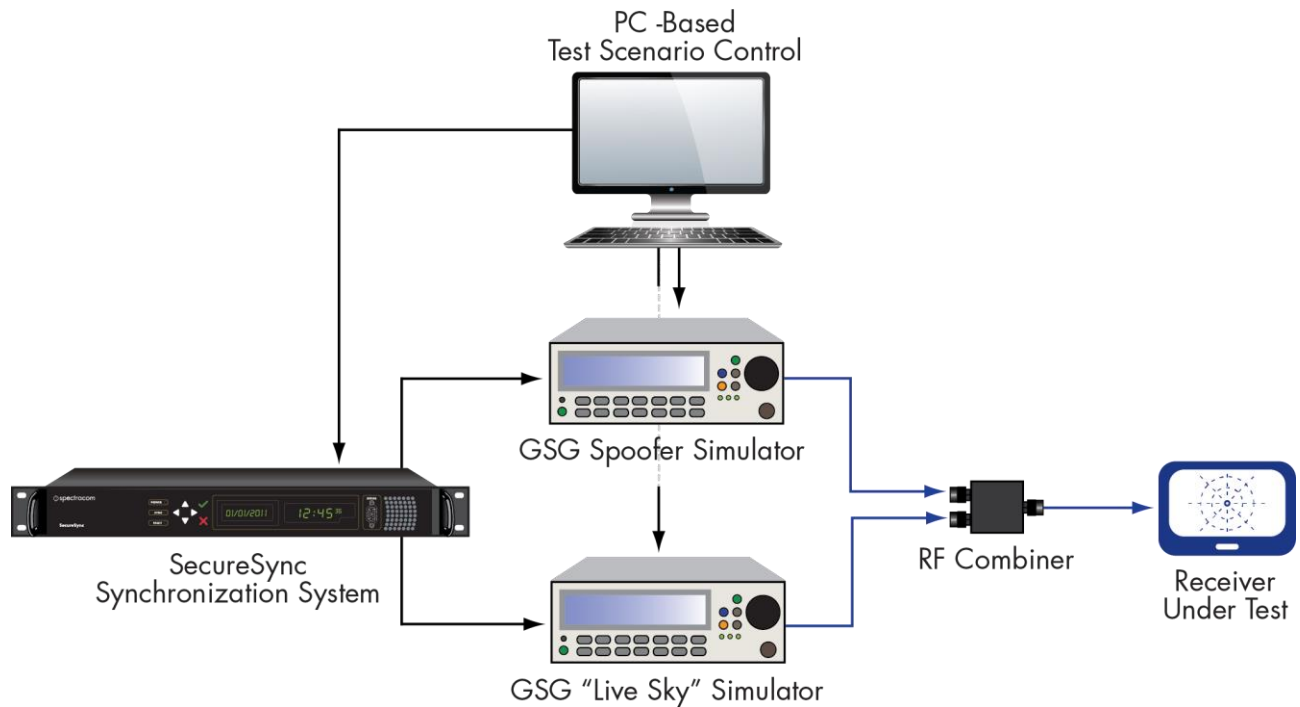 PC -Based
Test Scenario Control
GSG Spoofer Simulator
spectracom
SecureSync
01/01/2011
12:45
SecureSync
Synchronization System
RF Combiner
Receiver
Under Test
GSG “Live Sky” Simulator